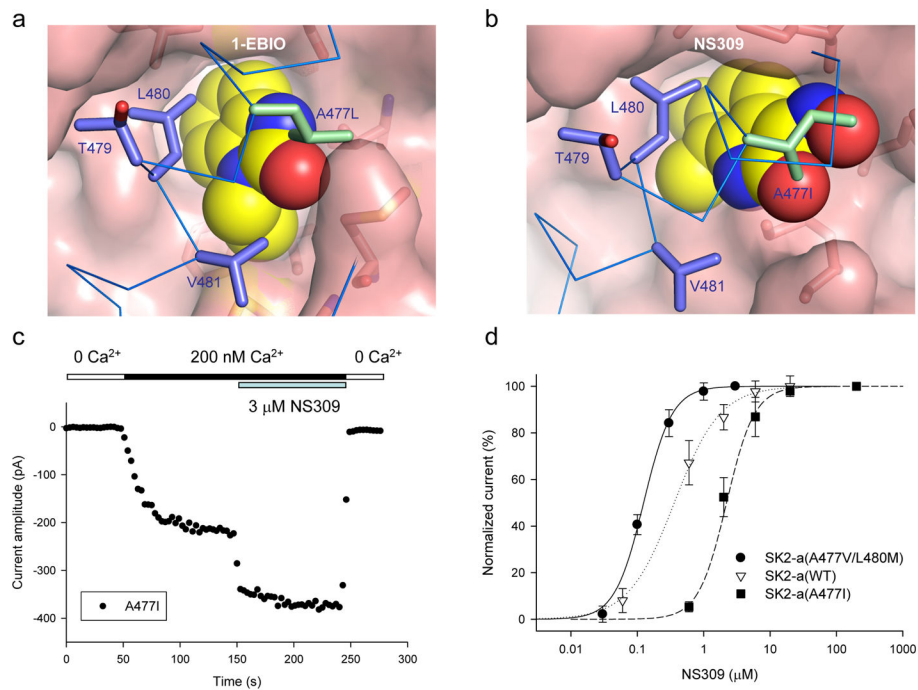 a
1-EBIO
L480
A477L
T479
V481
b
NS309
L480
T479
A477I
V481
c
0 Ca²⁺ 200 nM Ca²⁺ 0 Ca²⁺
3 μM NS309
Current amplitude (pA)
0
-100
-200
-300
-400
A477I
0 50 100 150 200 250 300
Time (s)
d
Normalized current (%)
100
80
60
40
20
0
SK2-a(A477V/L480M)
SK2-a(WT)
SK2-a(A477I)
0.01 0.1 1 10 100 1000
NS309 (μM)